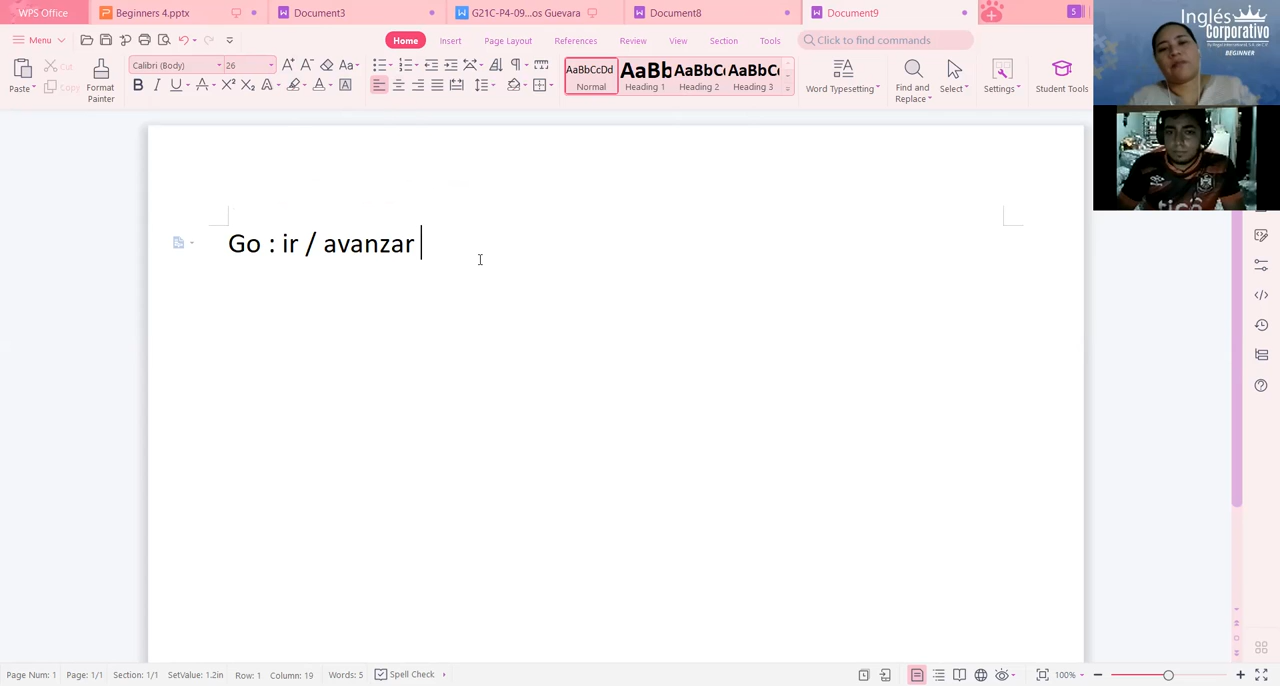 WPS Office
Beginners 4.pptx
Document3
G21C-P4-09...os Guevara
Document8
Document9
S
Menu
Home
Insert
Page Layout
References
Review
View
Section
Tools
Click to find commands
Paste
Cut
Copy
Format
Painter
Calibri (Body)
26
AaBbCcDd
Normal
AaBb
Heading 1
AaBbC
Heading 2
AaBbC
Heading 3
Word Typesetting
Find and
Replace
Select
Settings
Student Tools
Inglés
Corporativo
BEGINNER
tigo
Go : ir / avanzar
Page Num: 1
Page: 1/1
Section: 1/1
SetValue: 1.2in
Row: 1
Column: 19
Words: 5
Spell Check
100%